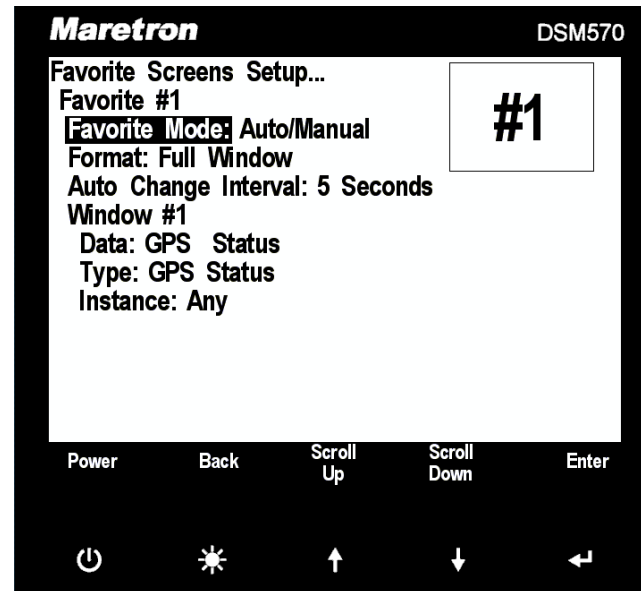 Maretron
DSM570
Favorite Screens Setup...
Favorite #1
#1
Favorite Mode: Auto/Manual
Format: Full Window
Auto Change Interval: 5 Seconds
Window #1
Data: GPS Status
Type: GPS Status
Instance: Any
Power
Back
Scroll
Up
Scroll
Down
Enter